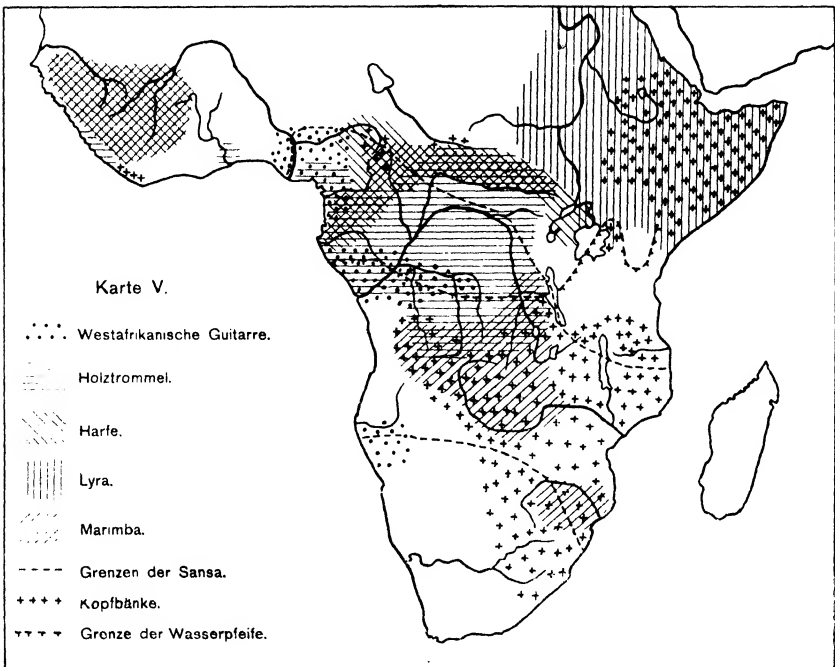 Karte V.
Westafrikanische Guitarre.
Holztrommel.
Harfe.
Lyra.
Marimba.
Grenzen der Sansa.
Kopfbänke.
Grenze der Wasserpfeife.